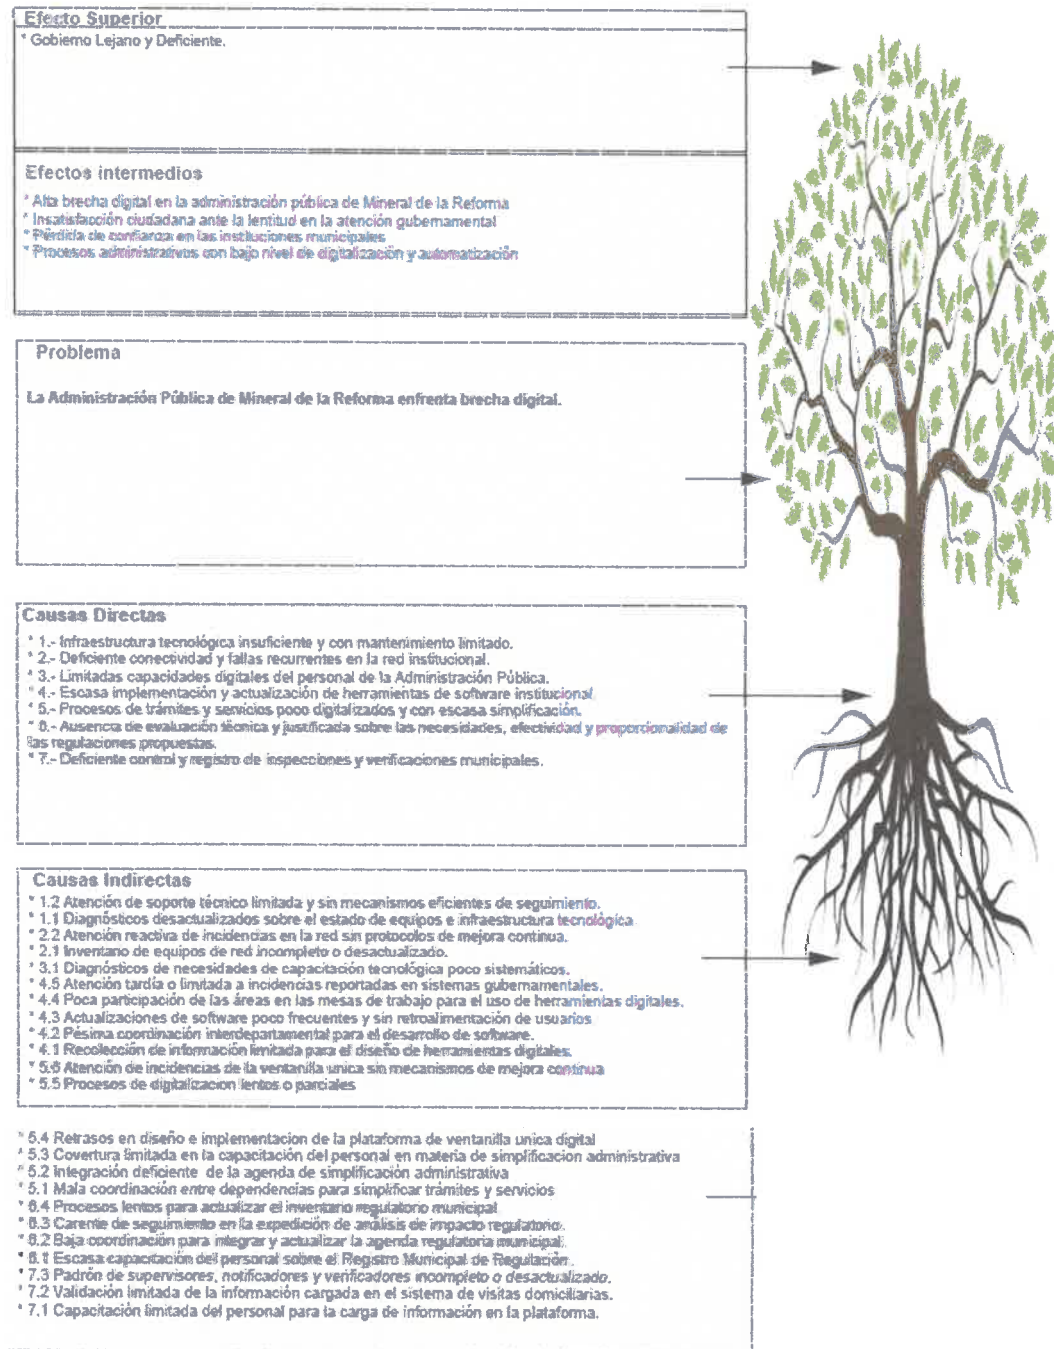 Efecto Superior
* Gobierno Lejano y Deficiente.
Efectos intermedios
* Alta brecha digital en la administración pública de Mineral de la Reforma
* Insatisfacción ciudadana ante la lentitud en la atención gubernamental
* Pérdida de confianza en las instituciones municipales
* Procesos administrativos con bajo nivel de digitalización y automatización
Problema
La Administración Pública de Mineral de la Reforma enfrenta brecha digital.
Causas Directas
* 1.- Infraestructura tecnológica insuficiente y con mantenimiento limitado.
* 2.- Deficiente conectividad y fallas recurrentes en la red institucional.
* 3.- Limitadas capacidades digitales del personal de la Administración Pública.
* 4.- Escasa implementación y actualización de herramientas de software institucional
* 5.- Procesos de trámites y servicios poco digitalizados y con escasa simplificación.
* 6.- Ausencia de evaluación técnica y justificada sobre las necesidades, efectividad y proporcionalidad de
las regulaciones propuestas.
* 7.- Deficiente control y registro de inspecciones y verificaciones municipales.
Causas Indirectas
* 1.2 Atención de soporte técnico limitada y sin mecanismos eficientes de seguimiento.
* 1.1 Diagnósticos desactualizados sobre el estado de equipos e infraestructura tecnológica
* 2.2 Atención reactiva de incidencias en la red sin protocolos de mejora continua.
* 2.1 Inventario de equipos de red incompleto o desactualizado.
* 3.1 Diagnósticos de necesidades de capacitación tecnológica poco sistemáticos.
* 4.5 Atención tardía o limitada a incidencias reportadas en sistemas gubernamentales.
* 4.4 Poca participación de las áreas en las mesas de trabajo para el uso de herramientas digitales.
* 4.3 Actualizaciones de software poco frecuentes y sin retroalimentación de usuarios
* 4.2 Pésima coordinación interdepartamental para el desarrollo de software.
* 4.1 Recolección de información limitada para el diseño de herramientas digitales.
* 5.6 Atención de incidencias de la ventanilla unica sin mecanismos de mejora continua
* 5.5 Procesos de digitalizacion lentos o parciales
* 5.4 Retrasos en diseño e implementacion de la plataforma de ventanilla unica digital
* 5.3 Covertura limitada en la capacitación del personal en materia de simplificacion administrativa
* 5.2 Integración deficiente de la agenda de simplificación administrativa
* 5.1 Mala coordinación entre dependencias para simplificar trámites y servicios
* 6.4 Procesos lentos para actualizar el inventario regulatorio municipal
* 6.3 Carente de seguimiento en la expedición de análisis de impacto regulatorio.
* 6.2 Baja coordinación para integrar y actualizar la agenda regulatoria municipal.
* 6.1 Escasa capacitación del personal sobre el Registro Municipal de Regulación.
* 7.3 Padrón de supervisores, notificadores y verificadores incompleto o desactualizado.
* 7.2 Validación limitada de la información cargada en el sistema de visitas domiciliarias.
* 7.1 Capacitación limitada del personal para la carga de información en la plataforma.